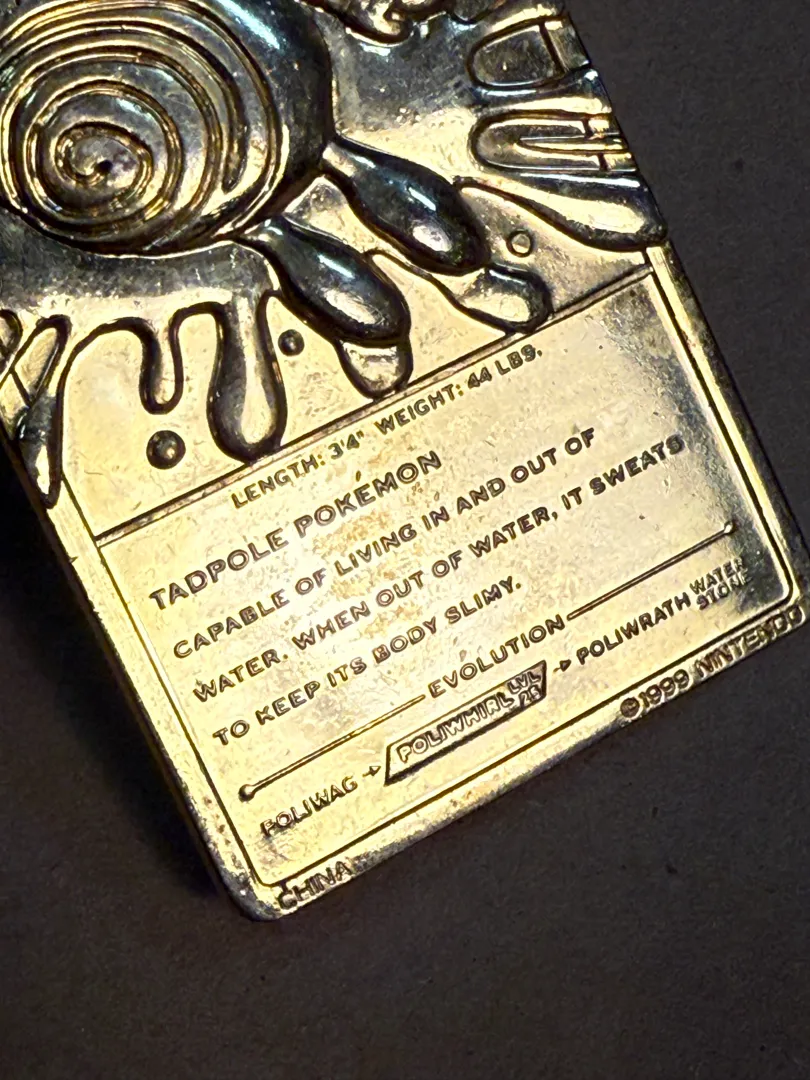 LENGTH: 3'4" WEIGHT: 44 LBS.
TADPOLE POKÉMON
CAPABLE OF LIVING IN AND OUT OF
WATER. WHEN OUT OF WATER, IT SWEATS
TO KEEP ITS BODY SLIMY.
EVOLUTION
POLIWAG → POLIWHIRL LVL 25 → POLIWRATH WATER STONE
©1999 NINTENDO
CHINA